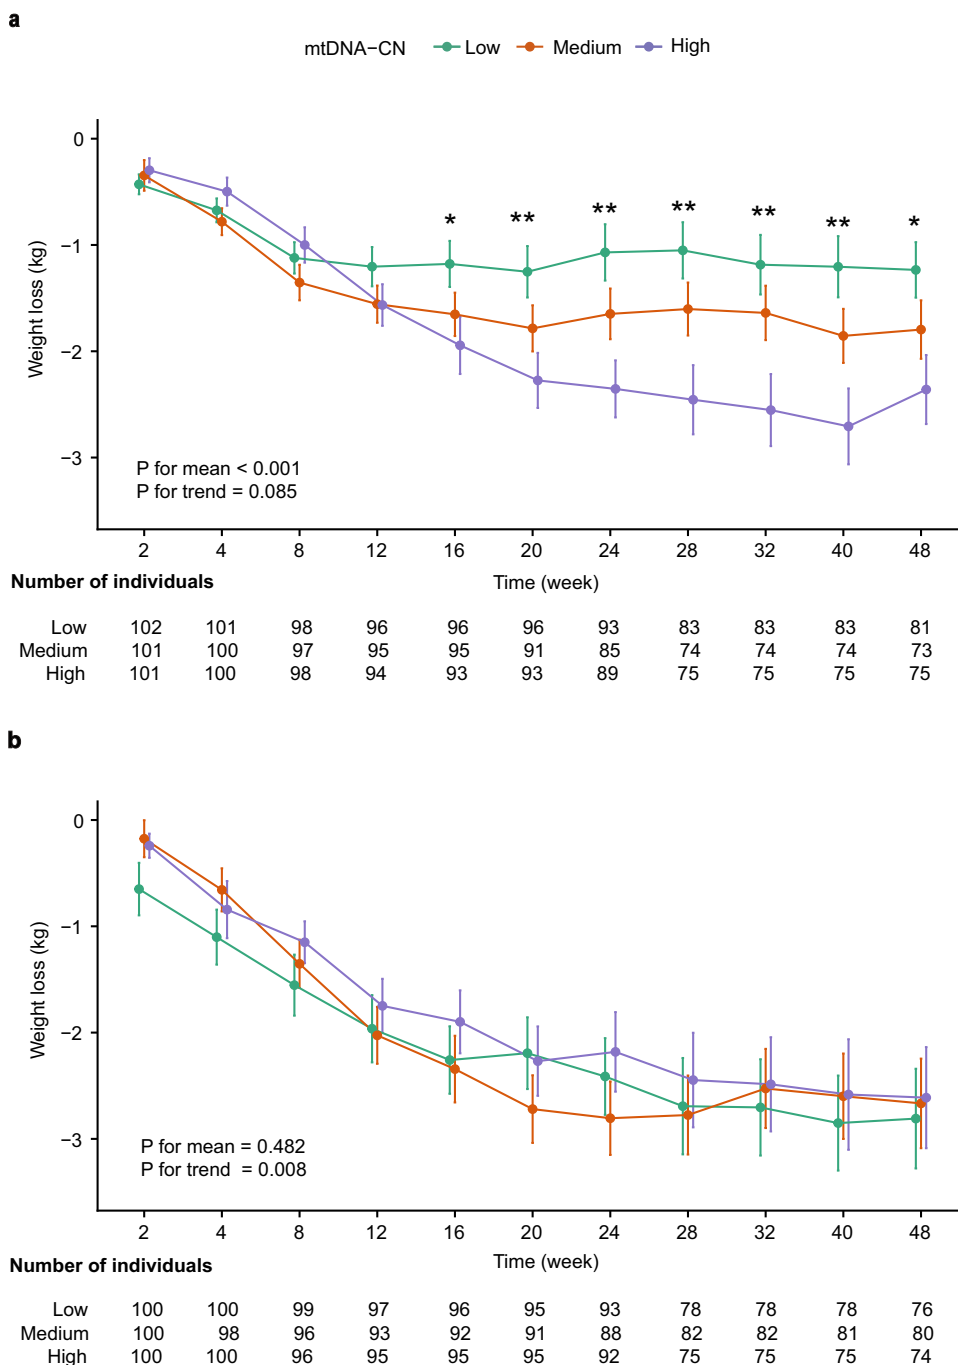 a
mtDNA−CN Low Medium High
0
−1
−2
−3
Weight loss (kg)
* ** ** ** ** ** *
P for mean < 0.001
P for trend = 0.085
2 4 8 12 16 20 24 28 32 40 48
Number of individuals Time (week)
Low 102 101 98 96 96 96 93 83 83 83 81
Medium 101 100 97 95 95 91 85 74 74 74 73
High 101 100 98 94 93 93 89 75 75 75 75
b
0
−1
−2
−3
Weight loss (kg)
P for mean = 0.482
P for trend = 0.008
2 4 8 12 16 20 24 28 32 40 48
Number of individuals Time (week)
Low 100 100 99 97 96 95 93 78 78 78 76
Medium 100 98 96 93 92 91 88 82 82 81 80
High 100 100 96 95 95 95 92 75 75 75 74